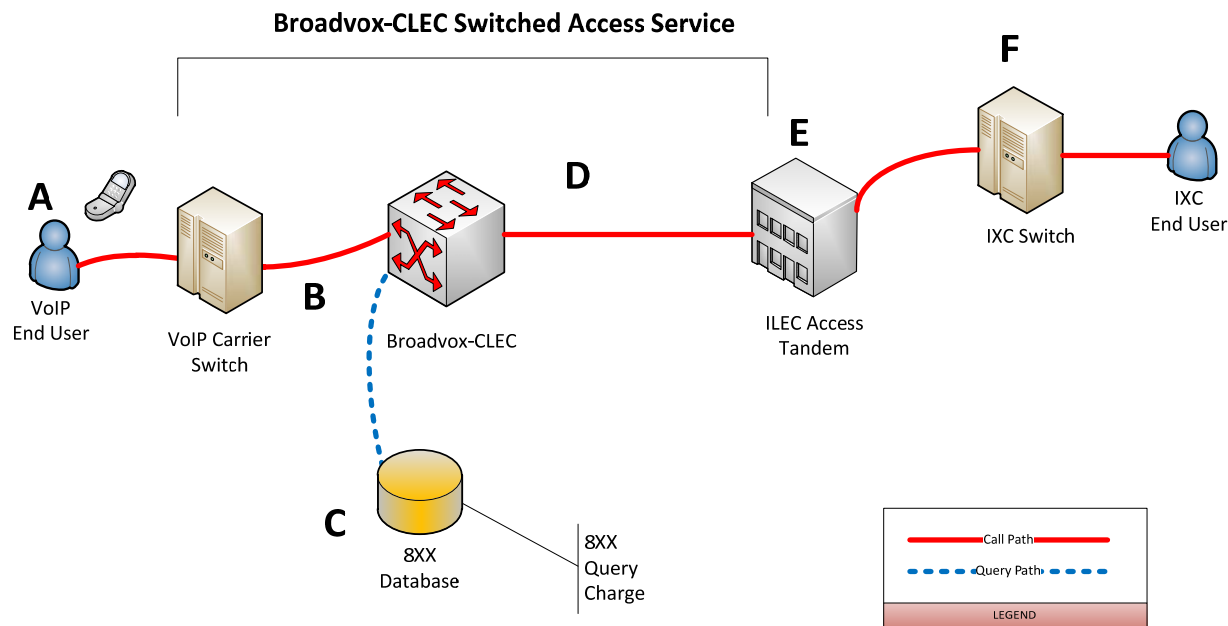 Broadvox-CLEC Switched Access Service
F
E
A
D
IXC
End User
IXC Switch
B
VoIP
End User
VoIP Carrier
Switch
Broadvox-CLEC
ILEC Access
Tandem
C
8XX
Database
8XX
Query
Charge
Call Path
Query Path
LEGEND